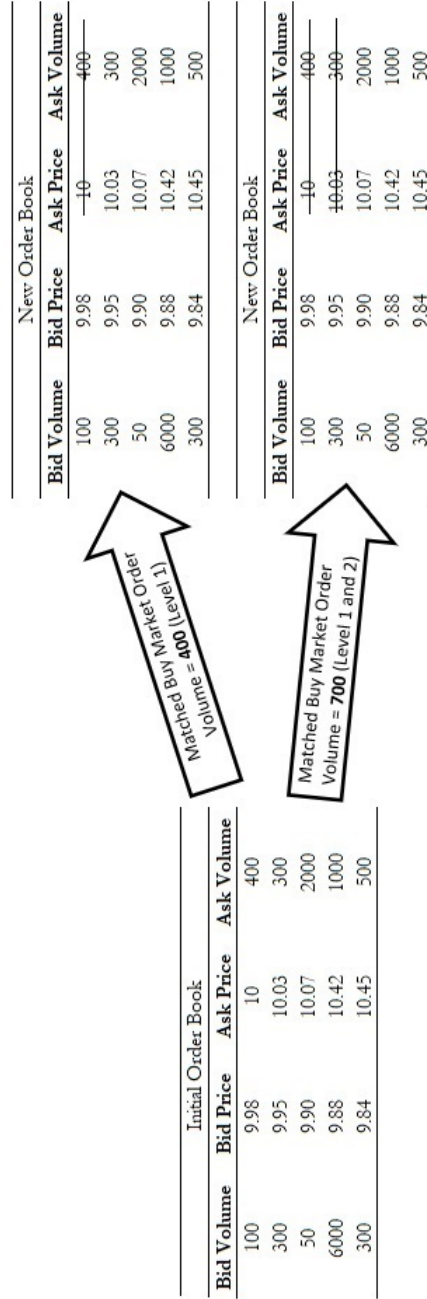 Initial Order Book
Bid Volume Bid Price Ask Price Ask Volume
100 9.98 10 400
300 9.95 10.03 300
50 9.90 10.07 2000
6000 9.88 10.42 1000
300 9.84 10.45 500
Matched Buy Market Order
Volume = 400 (Level 1)
New Order Book
Bid Volume Bid Price Ask Price Ask Volume
100 9.98 10 400
300 9.95 10.03 300
50 9.90 10.07 2000
6000 9.88 10.42 1000
300 9.84 10.45 500
Matched Buy Market Order
Volume = 700 (Level 1 and 2)
New Order Book
Bid Volume Bid Price Ask Price Ask Volume
100 9.98 10 400
300 9.95 10.03 300
50 9.90 10.07 2000
6000 9.88 10.42 1000
300 9.84 10.45 500